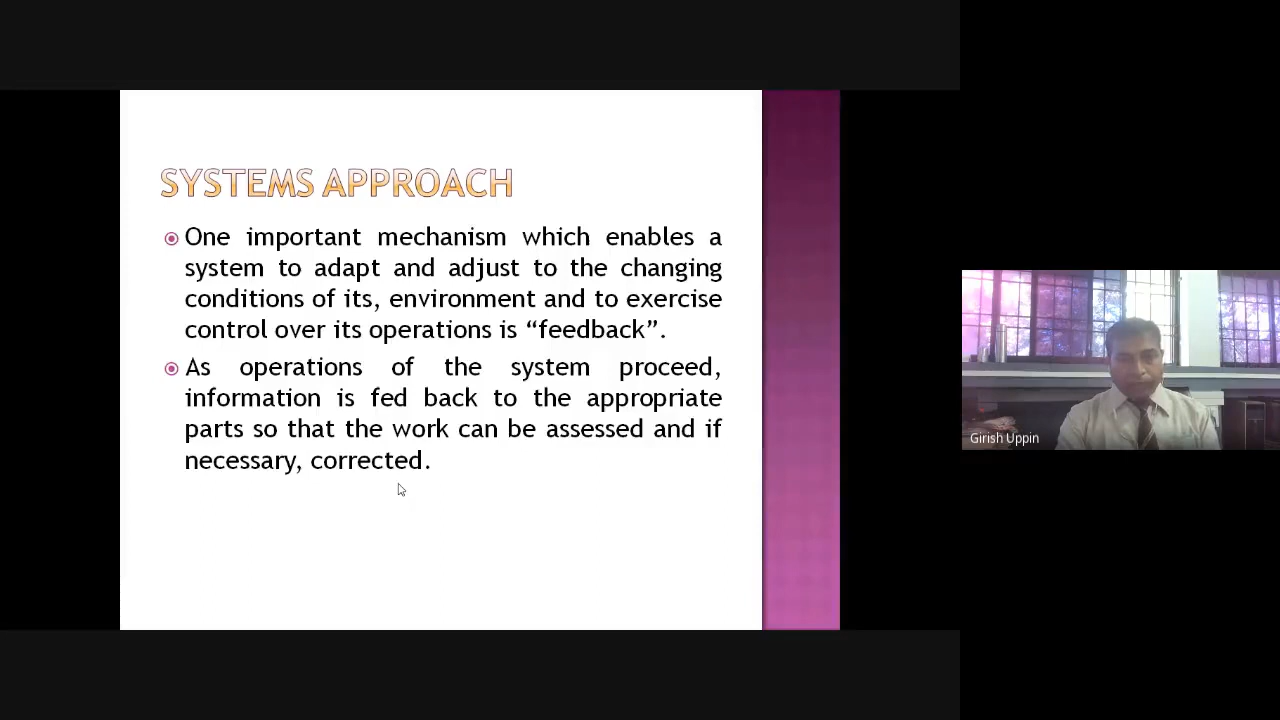 SYSTEMS APPROACH
One important mechanism which enables a
system to adapt and adjust to the changing
conditions of its, environment and to exercise
control over its operations is “feedback”.
As operations of the system proceed,
information is fed back to the appropriate
parts so that the work can be assessed and if
necessary, corrected.
Girish Uppin